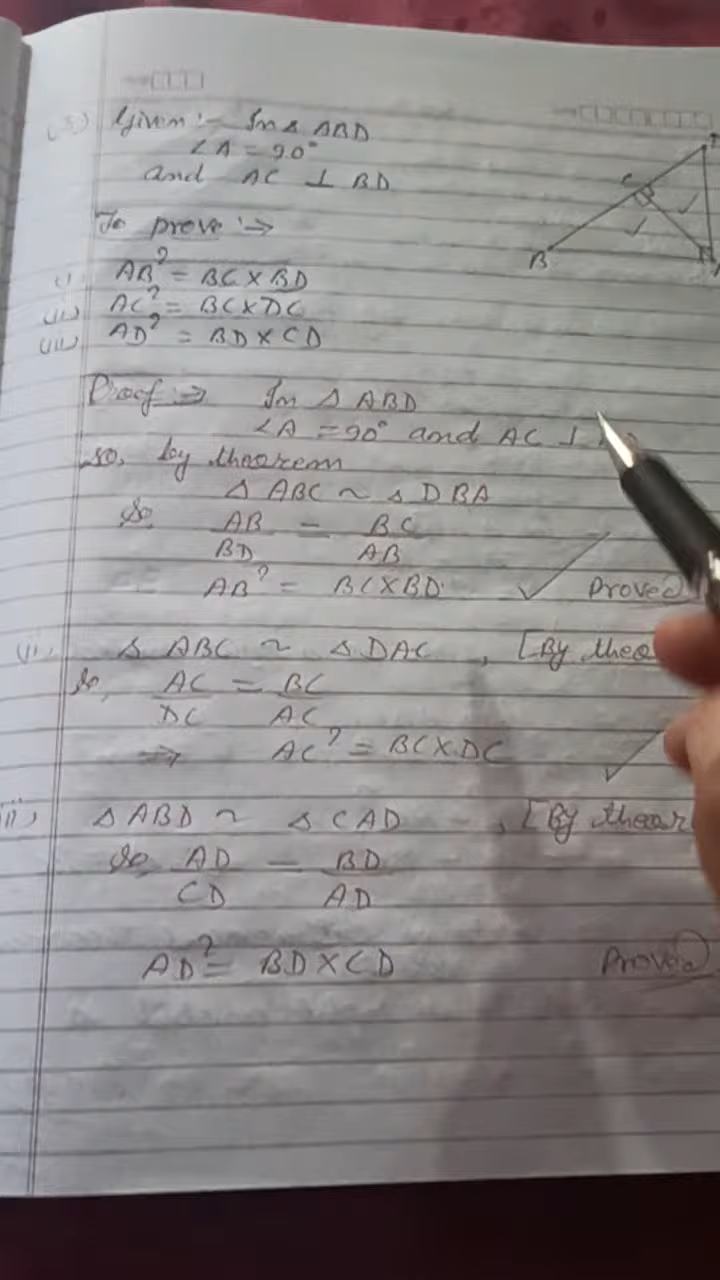 (3) Given:- In △ ABD
∠A = 90°
and AC ⊥ BD
To prove :→
(i) AB² = BC × BD
(ii) AC² = BC × DC
(iii) AD² = BD × CD
C
B
Proof :→ In △ ABD
∠A = 90° and AC ⊥
so, by theorem
△ ABC ~ △ DBA
So AB/BD = BC/AB
AB² = BC × BD. Proved
△ ABC ~ △ DAC , [By theo
So, AC/DC = BC/AC
⇒ AC² = BC × DC
△ ABD ~ △ CAD , [By thear
So AD/CD = BD/AD
AD² = BD × CD Proved